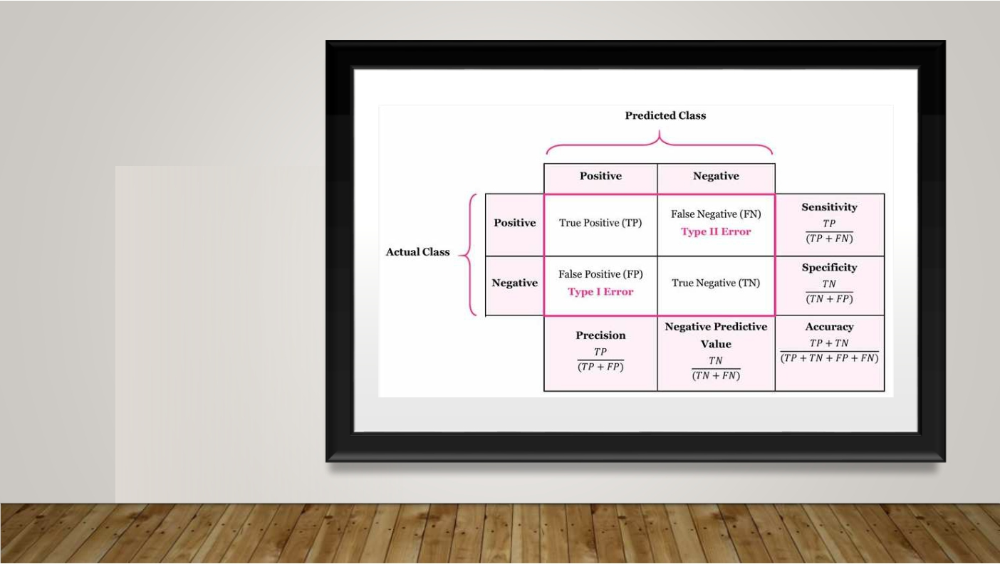 Predicted Class
Positive
Negative
Actual Class
Positive
True Positive (TP)
False Negative (FN)
Type II Error
Sensitivity
TP
(TP + FN)
Negative
False Positive (FP)
Type I Error
True Negative (TN)
Specificity
TN
(TN + FP)
Precision
TP
(TP + FP)
Negative Predictive
Value
TN
(TN + FN)
Accuracy
TP + TN
(TP + TN + FP + FN)